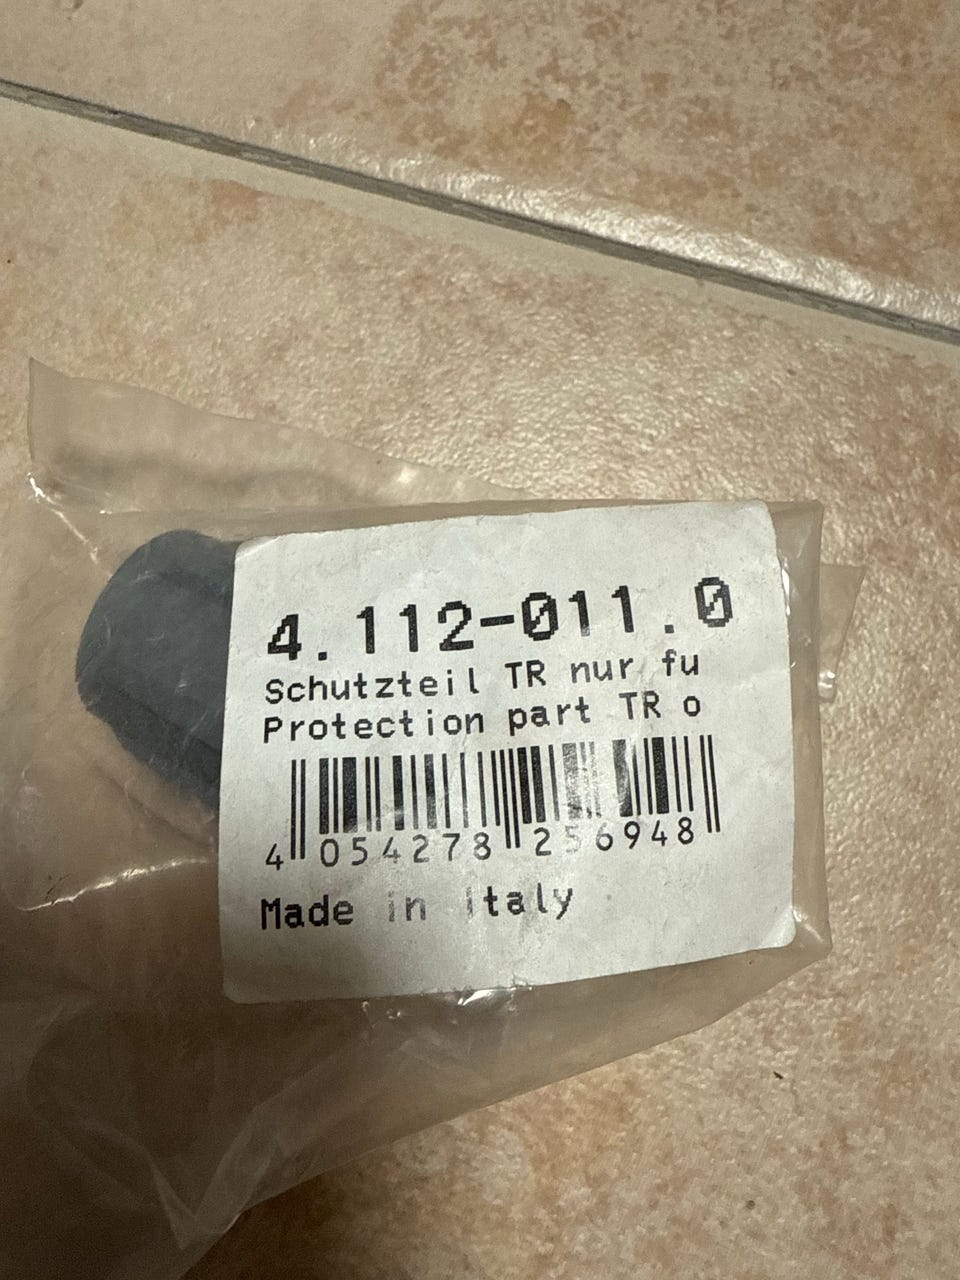 4.112-011.0
Schutzteil TR nur fu
Protection part TR o
4 054278 256948
Made in italy